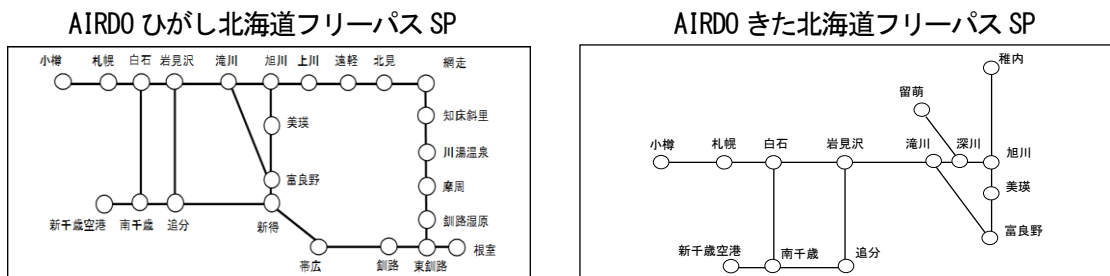 AIRDO ひがし北海道フリーパス SP
小樽 札幌 白石 岩見沢 滝川 旭川 上川 遠軽 北見 網走
美瑛
富良野
知床斜里
川湯温泉
摩周
釧路湿原
新千歳空港 南千歳 追分 新得
帯広 釧路 東釧路 根室
AIRDO きた北海道フリーパス SP
稚内
留萌
小樽 札幌 白石 岩見沢 滝川 深川 旭川
美瑛
富良野
新千歳空港 南千歳 追分